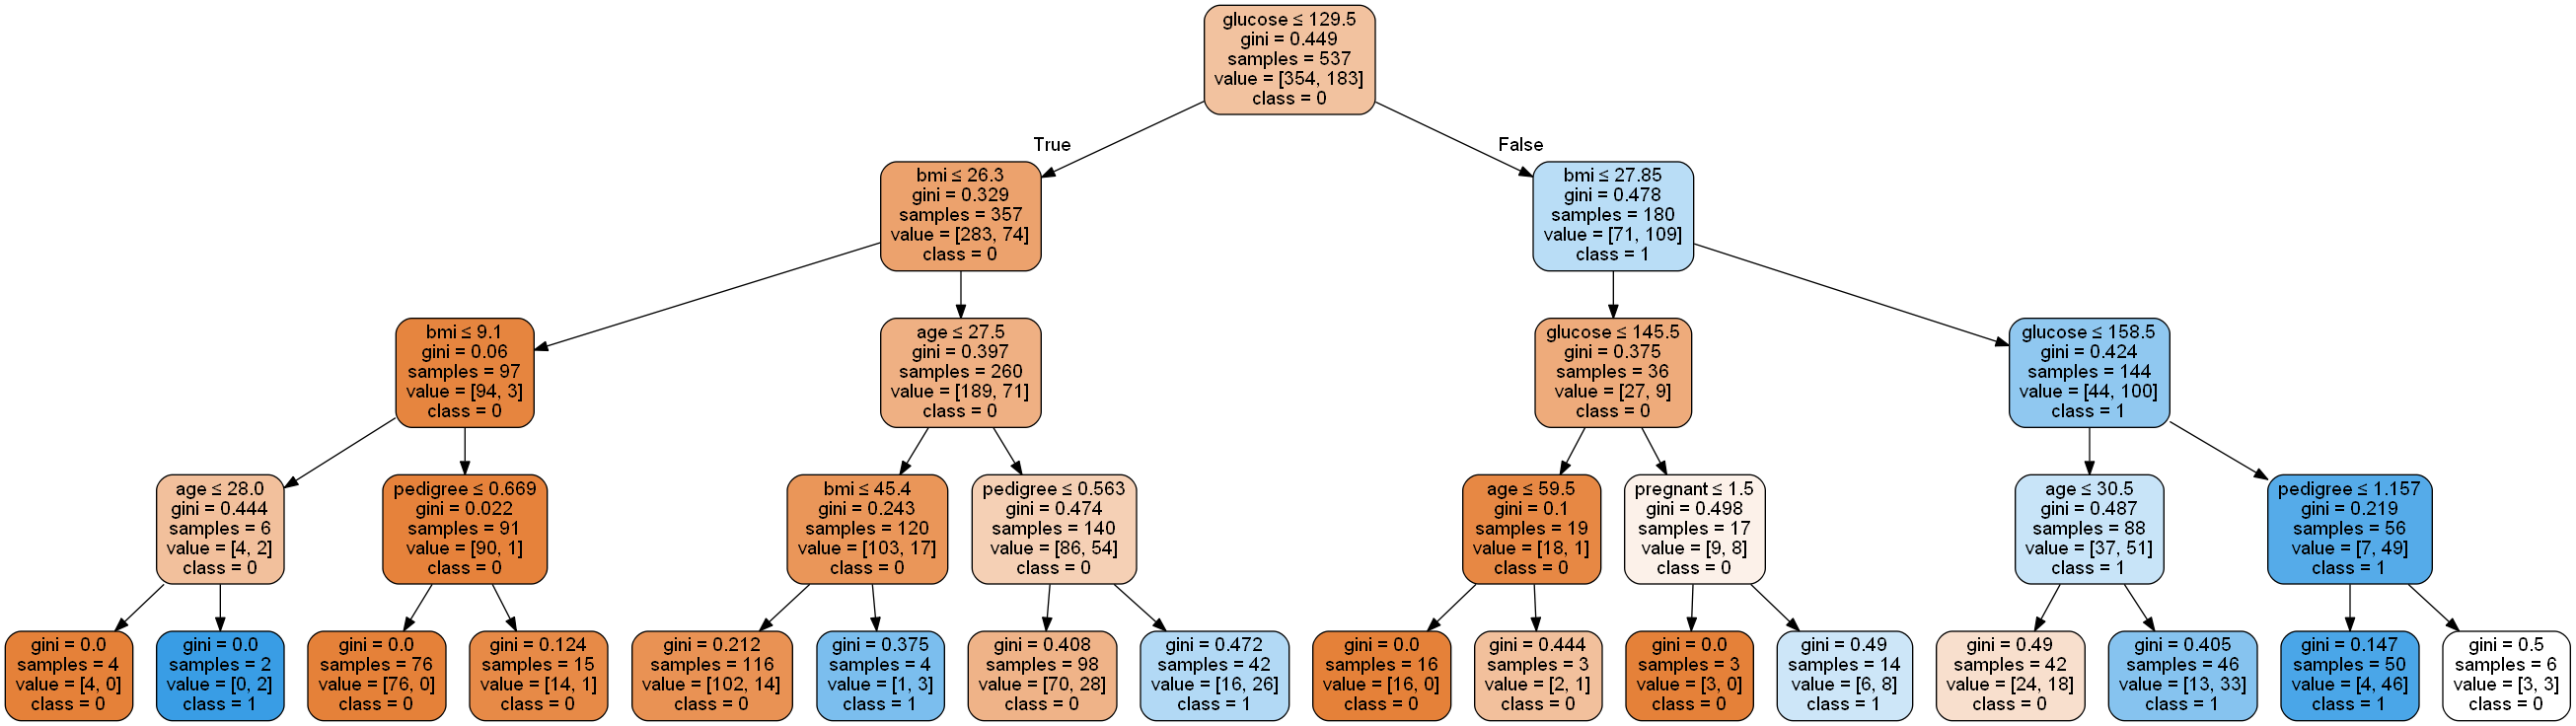 glucose ≤ 129.5
gini = 0.449
samples = 537
value = [354, 183]
class = 0
True
False
bmi ≤ 26.3
gini = 0.329
samples = 357
value = [283, 74]
class = 0
bmi ≤ 27.85
gini = 0.478
samples = 180
value = [71, 109]
class = 1
bmi ≤ 9.1
gini = 0.06
samples = 97
value = [94, 3]
class = 0
age ≤ 27.5
gini = 0.397
samples = 260
value = [189, 71]
class = 0
glucose ≤ 145.5
gini = 0.375
samples = 36
value = [27, 9]
class = 0
glucose ≤ 158.5
gini = 0.424
samples = 144
value = [44, 100]
class = 1
age ≤ 28.0
gini = 0.444
samples = 6
value = [4, 2]
class = 0
pedigree ≤ 0.669
gini = 0.022
samples = 91
value = [90, 1]
class = 0
bmi ≤ 45.4
gini = 0.243
samples = 120
value = [103, 17]
class = 0
pedigree ≤ 0.563
gini = 0.474
samples = 140
value = [86, 54]
class = 0
age ≤ 59.5
gini = 0.1
samples = 19
value = [18, 1]
class = 0
pregnant ≤ 1.5
gini = 0.498
samples = 17
value = [9, 8]
class = 0
age ≤ 30.5
gini = 0.487
samples = 88
value = [37, 51]
class = 1
pedigree ≤ 1.157
gini = 0.219
samples = 56
value = [7, 49]
class = 1
gini = 0.0
samples = 4
value = [4, 0]
class = 0
gini = 0.0
samples = 2
value = [0, 2]
class = 1
gini = 0.0
samples = 76
value = [76, 0]
class = 0
gini = 0.124
samples = 15
value = [14, 1]
class = 0
gini = 0.212
samples = 116
value = [102, 14]
class = 0
gini = 0.375
samples = 4
value = [1, 3]
class = 1
gini = 0.408
samples = 98
value = [70, 28]
class = 0
gini = 0.472
samples = 42
value = [16, 26]
class = 1
gini = 0.0
samples = 16
value = [16, 0]
class = 0
gini = 0.444
samples = 3
value = [2, 1]
class = 0
gini = 0.0
samples = 3
value = [3, 0]
class = 0
gini = 0.49
samples = 14
value = [6, 8]
class = 1
gini = 0.49
samples = 42
value = [24, 18]
class = 0
gini = 0.405
samples = 46
value = [13, 33]
class = 1
gini = 0.147
samples = 50
value = [4, 46]
class = 1
gini = 0.5
samples = 6
value = [3, 3]
class = 0